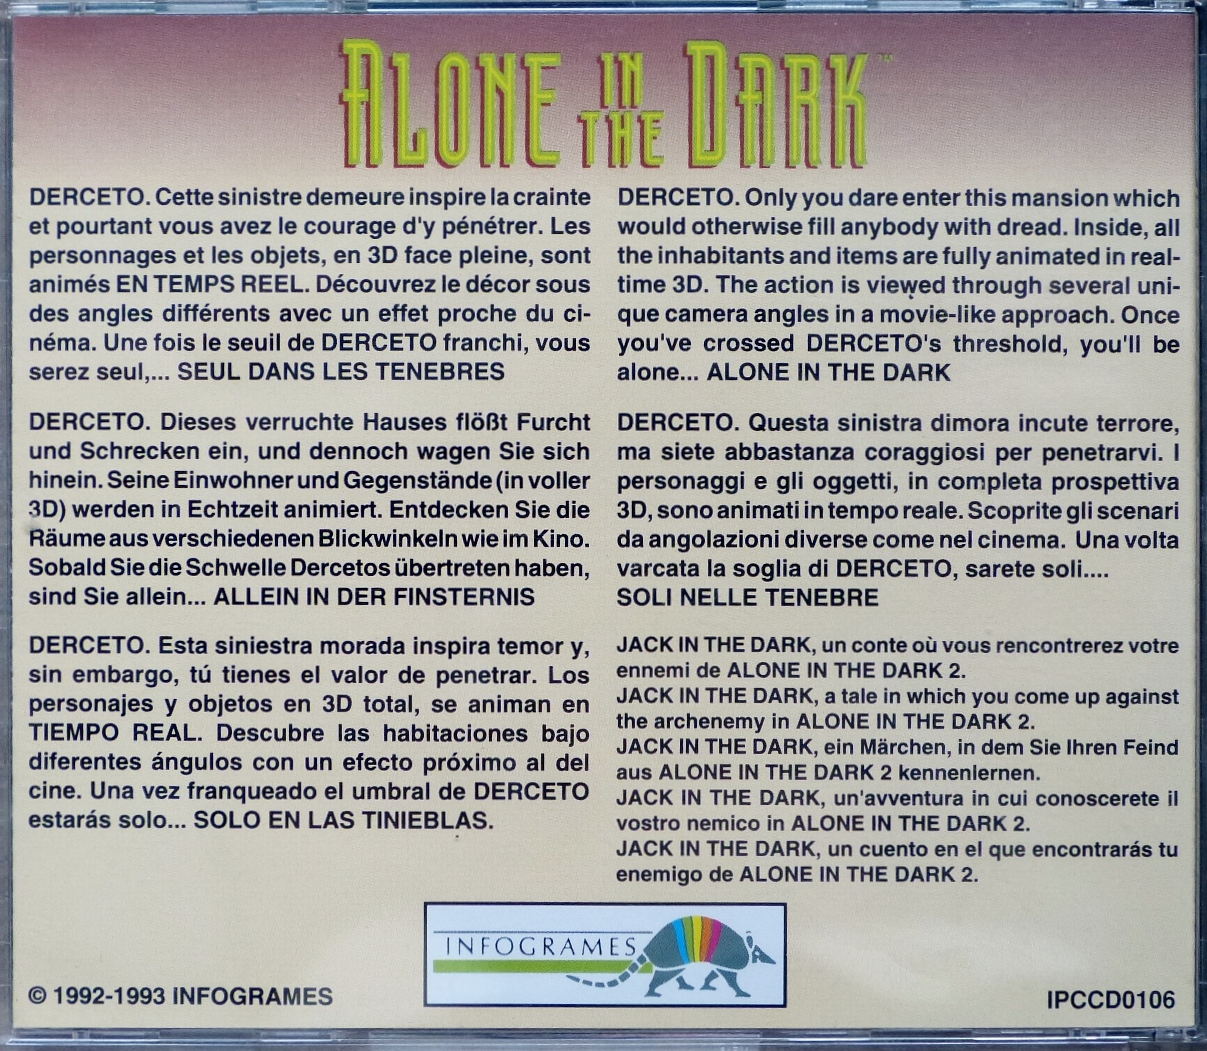 ALONE IN THE DARK™
DERCETO. Cette sinistre demeure inspire la crainte
et pourtant vous avez le courage d'y pénétrer. Les
personnages et les objets, en 3D face pleine, sont
animés EN TEMPS REEL. Découvrez le décor sous
des angles différents avec un effet proche du ci-
néma. Une fois le seuil de DERCETO franchi, vous
serez seul,... SEUL DANS LES TENEBRES
DERCETO. Only you dare enter this mansion which
would otherwise fill anybody with dread. Inside, all
the inhabitants and items are fully animated in real-
time 3D. The action is viewed through several uni-
que camera angles in a movie-like approach. Once
you've crossed DERCETO's threshold, you'll be
alone... ALONE IN THE DARK
DERCETO. Dieses verruchte Hauses flößt Furcht
und Schrecken ein, und dennoch wagen Sie sich
hinein. Seine Einwohner und Gegenstände (in voller
3D) werden in Echtzeit animiert. Entdecken Sie die
Räume aus verschiedenen Blickwinkeln wie im Kino.
Sobald Sie die Schwelle Dercetos übertreten haben,
sind Sie allein... ALLEIN IN DER FINSTERNIS
DERCETO. Questa sinistra dimora incute terrore,
ma siete abbastanza coraggiosi per penetrarvi. I
personaggi e gli oggetti, in completa prospettiva
3D, sono animati in tempo reale. Scoprite gli scenari
da angolazioni diverse come nel cinema. Una volta
varcata la soglia di DERCETO, sarete soli....
SOLI NELLE TENEBRE
DERCETO. Esta siniestra morada inspira temor y,
sin embargo, tú tienes el valor de penetrar. Los
personajes y objetos en 3D total, se animan en
TIEMPO REAL. Descubre las habitaciones bajo
diferentes ángulos con un efecto próximo al del
cine. Una vez franqueado el umbral de DERCETO
estarás solo... SOLO EN LAS TINIEBLAS.
JACK IN THE DARK, un conte où vous rencontrerez votre
ennemi de ALONE IN THE DARK 2.
JACK IN THE DARK, a tale in which you come up against
the archenemy in ALONE IN THE DARK 2.
JACK IN THE DARK, ein Märchen, in dem Sie Ihren Feind
aus ALONE IN THE DARK 2 kennenlernen.
JACK IN THE DARK, un'avventura in cui conoscerete il
vostro nemico in ALONE IN THE DARK 2.
JACK IN THE DARK, un cuento en el que encontrarás tu
enemigo de ALONE IN THE DARK 2.
INFOGRAMES
© 1992-1993 INFOGRAMES
IPCCD0106